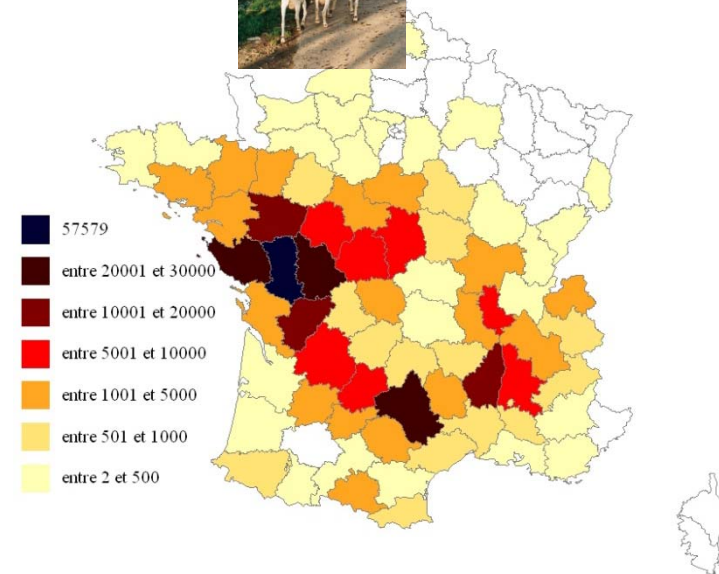 57579
entre 20001 et 30000
entre 10001 et 20000
entre 5001 et 10000
entre 1001 et 5000
entre 501 et 1000
entre 2 et 500